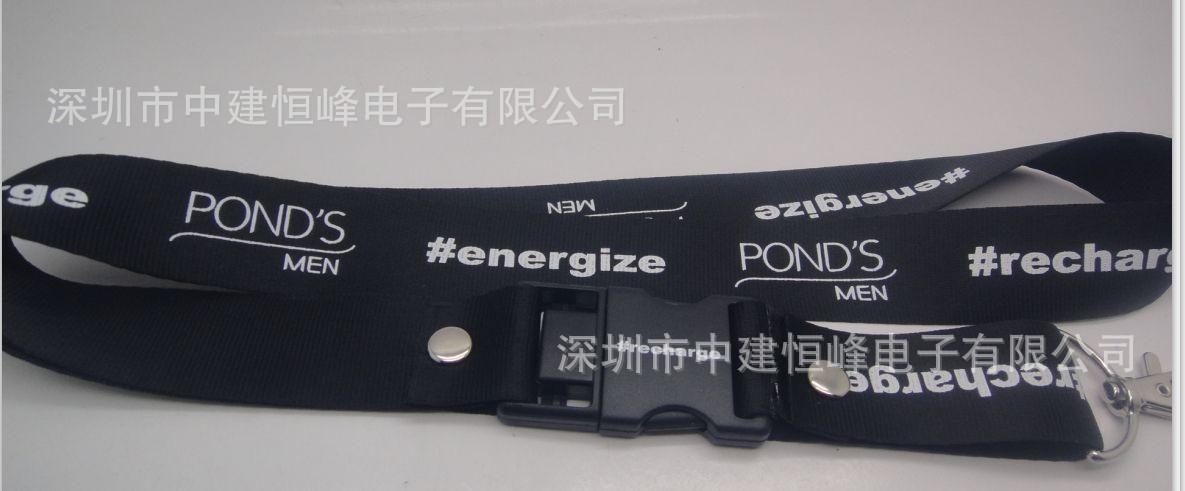 深圳市中建恒峰电子有限公司
rge
POND'S
MEN
MEN
#energize
#energize
POND'S
MEN
#recharg
#recharge
深圳市中建恒峰电子有限公司
#recharge